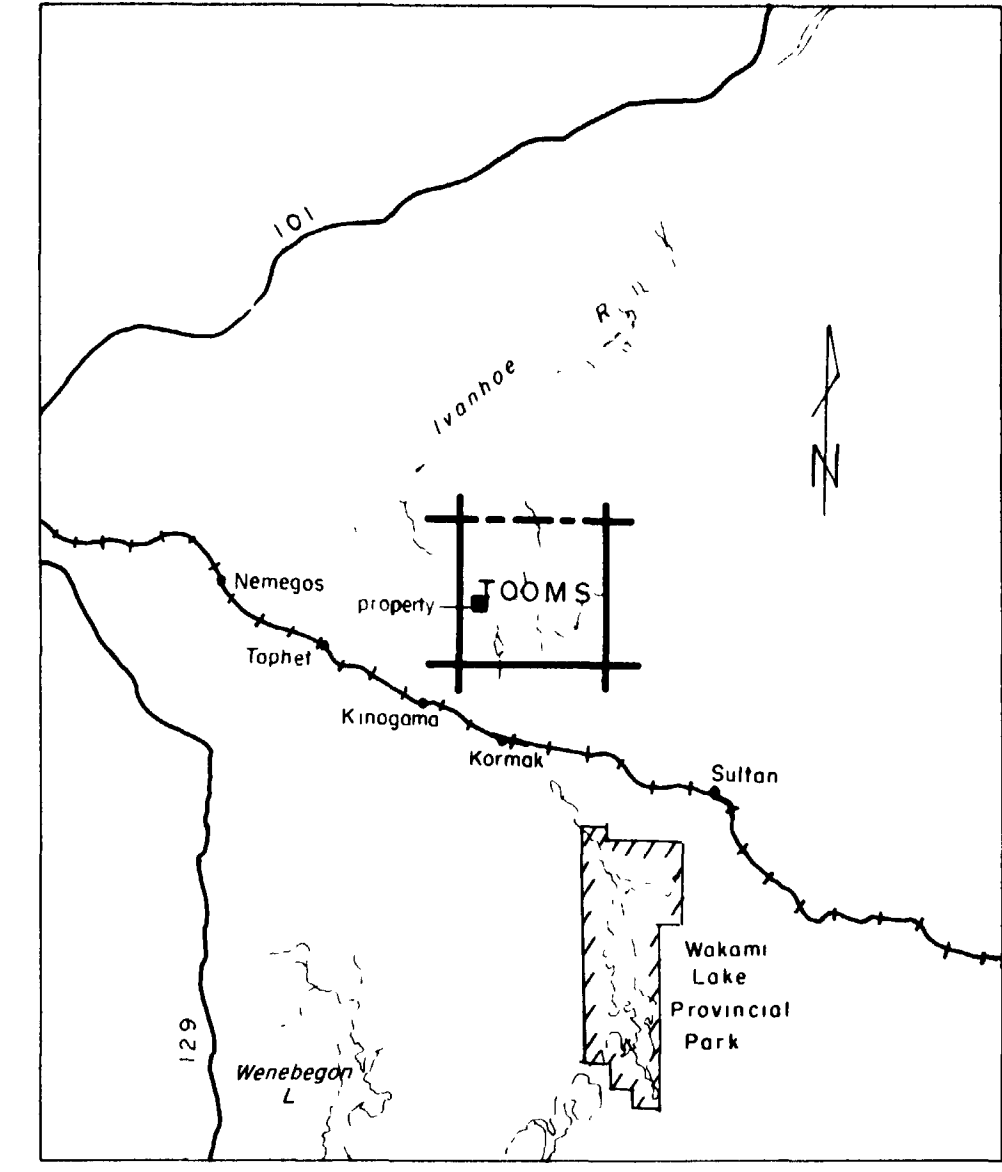 101
R
Ivanhoe
N
Nemegos
TOOMS
property
Tophet
Kinogama
Kormak
Sultan
Wakami
Lake
Provincial
Park
129
Wenebegon
L